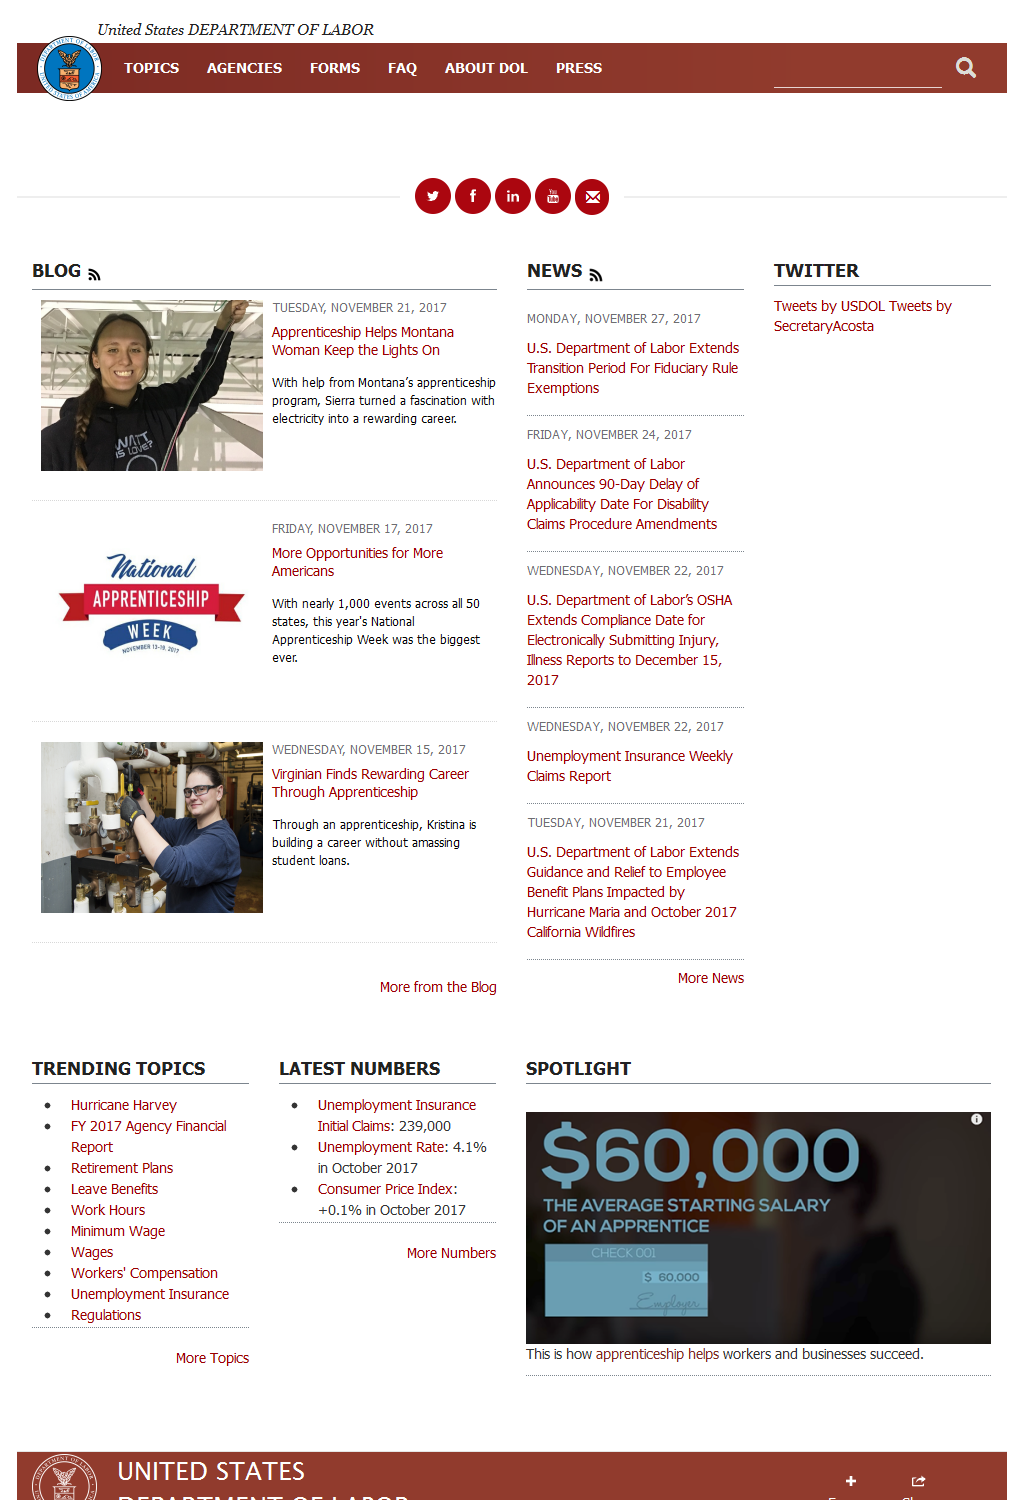 United States DEPARTMENT OF LABOR
TOPICS AGENCIES FORMS FAQ ABOUT DOL PRESS
BLOG
TUESDAY, NOVEMBER 21, 2017
Apprenticeship Helps Montana
Woman Keep the Lights On
With help from Montana's apprenticeship
program, Sierra turned a fascination with
electricity into a rewarding career.
WATT
IS LOVE?
FRIDAY, NOVEMBER 17, 2017
More Opportunities for More
Americans
With nearly 1,000 events across all 50
states, this year's National
Apprenticeship Week was the biggest
ever.
National
APPRENTICESHIP
WEEK
NOVEMBER 13-19, 2017
WEDNESDAY, NOVEMBER 15, 2017
Virginian Finds Rewarding Career
Through Apprenticeship
Through an apprenticeship, Kristina is
building a career without amassing
student loans.
More from the Blog
NEWS
MONDAY, NOVEMBER 27, 2017
U.S. Department of Labor Extends
Transition Period For Fiduciary Rule
Exemptions
FRIDAY, NOVEMBER 24, 2017
U.S. Department of Labor
Announces 90-Day Delay of
Applicability Date For Disability
Claims Procedure Amendments
WEDNESDAY, NOVEMBER 22, 2017
U.S. Department of Labor's OSHA
Extends Compliance Date for
Electronically Submitting Injury,
Illness Reports to December 15,
2017
WEDNESDAY, NOVEMBER 22, 2017
Unemployment Insurance Weekly
Claims Report
TUESDAY, NOVEMBER 21, 2017
U.S. Department of Labor Extends
Guidance and Relief to Employee
Benefit Plans Impacted by
Hurricane Maria and October 2017
California Wildfires
More News
TWITTER
Tweets by USDOL Tweets by
SecretaryAcosta
TRENDING TOPICS
Hurricane Harvey
FY 2017 Agency Financial
Report
Retirement Plans
Leave Benefits
Work Hours
Minimum Wage
Wages
Workers' Compensation
Unemployment Insurance
Regulations
More Topics
LATEST NUMBERS
Unemployment Insurance
Initial Claims: 239,000
Unemployment Rate: 4.1%
in October 2017
Consumer Price Index:
+0.1% in October 2017
More Numbers
SPOTLIGHT
$60,000
THE AVERAGE STARTING SALARY
OF AN APPRENTICE
CHECK 001
$ 60,000
Employer
This is how apprenticeship helps workers and businesses succeed.
UNITED STATES
DEPARTMENT OF LABOR